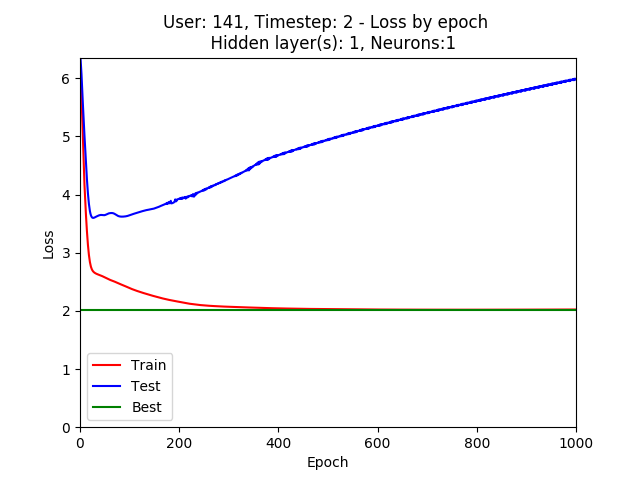 User: 141, Timestep: 2 - Loss by epoch
Hidden layer(s): 1, Neurons:1
6
5
4
3
2
1
0
Loss
Train
Test
Best
0 200 400 600 800 1000
Epoch